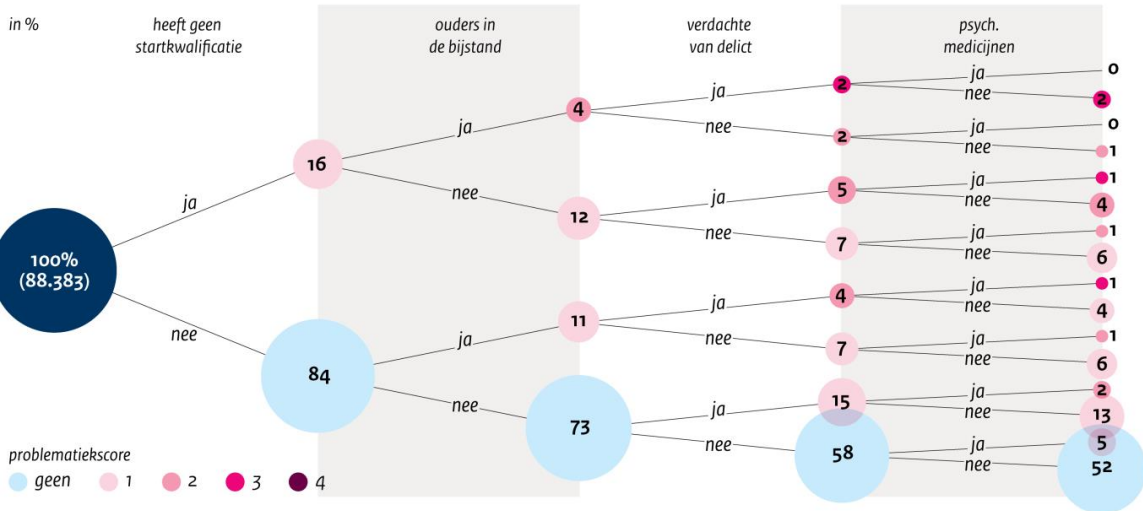 in %
heeft geen
startkwalificatie
ouders in
de bijstand
verdachte
van delict
psych.
medicijnen
100%
(88.383)
ja
nee
16
84
ja
nee
ja
nee
4
12
11
73
ja
nee
ja
nee
ja
nee
ja
nee
2
2
5
7
4
7
15
58
ja
nee
ja
nee
ja
nee
ja
nee
ja
nee
ja
nee
ja
nee
ja
nee
0
2
0
1
1
4
1
6
1
4
1
6
2
13
5
52
problematiekscore
geen 1 2 3 4